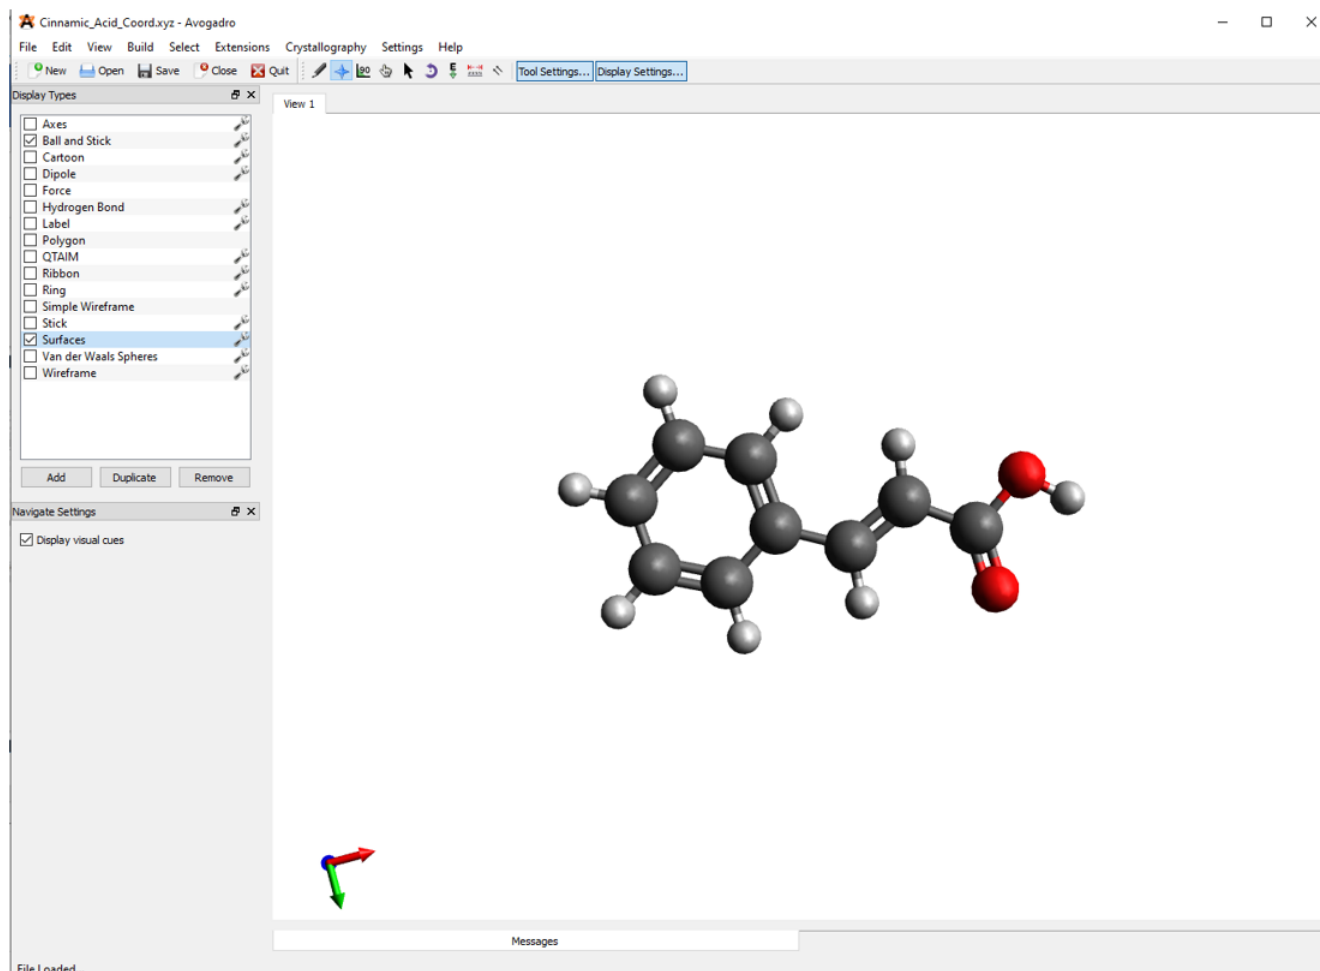 Cinnamic_Acid_Coord.xyz - Avogadro
File Edit View Build Select Extensions Crystallography Settings Help
New Open Save Close Quit 90 E Tool Settings... Display Settings...
Display Types
View 1
Axes
Ball and Stick
Cartoon
Dipole
Force
Hydrogen Bond
Label
Polygon
QTAIM
Ribbon
Ring
Simple Wireframe
Stick
Surfaces
Van der Waals Spheres
Wireframe
Add Duplicate Remove
Navigate Settings
Display visual cues
Messages
File Loaded